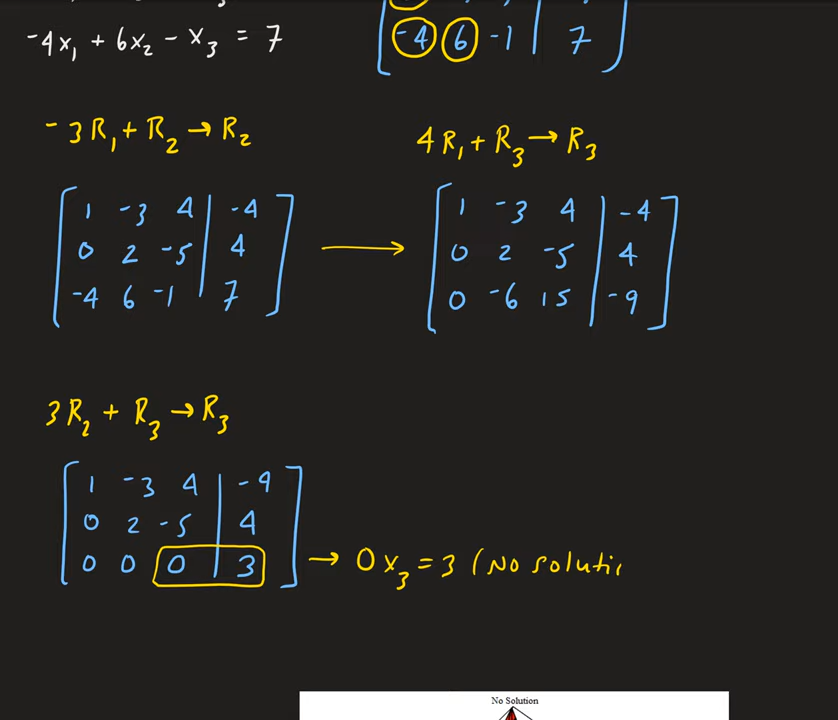 -4x₁ + 6x₂ - x₃ = 7
-4 6 -1 | 7
-3R₁ + R₂ → R₂
4R₁ + R₃ → R₃
1 -3 4 | -4
0 2 -5 | 4
-4 6 -1 | 7
→
1 -3 4 | -4
0 2 -5 | 4
0 -6 15 | -9
3R₂ + R₃ → R₃
1 -3 4 | -9
0 2 -5 | 4
0 0 0 | 3 → 0x₃ = 3 (No soluti
No Solution